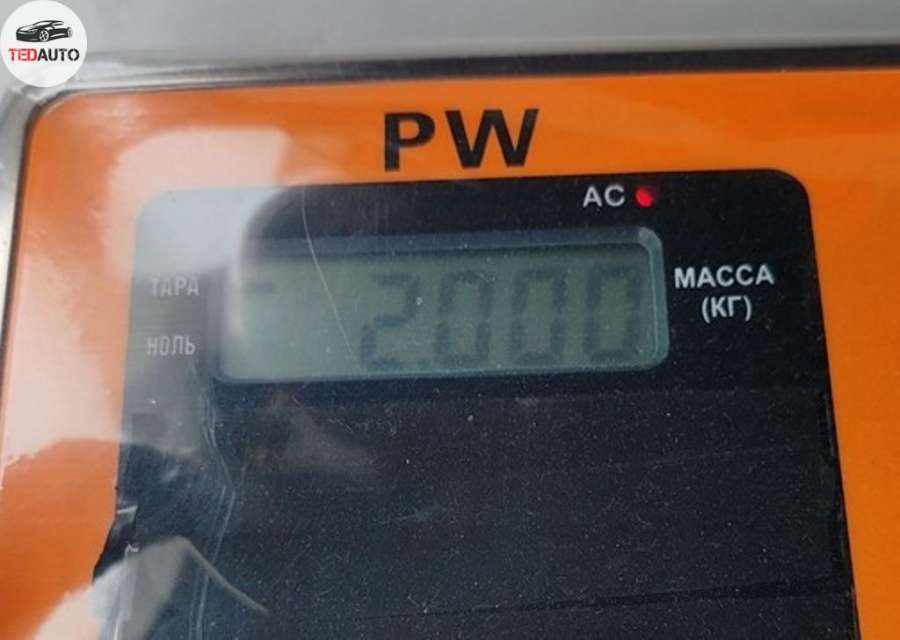 TEDAUTO
PW
AC
ТАРА
НОЛЬ
2.000
МАССА
(КГ)